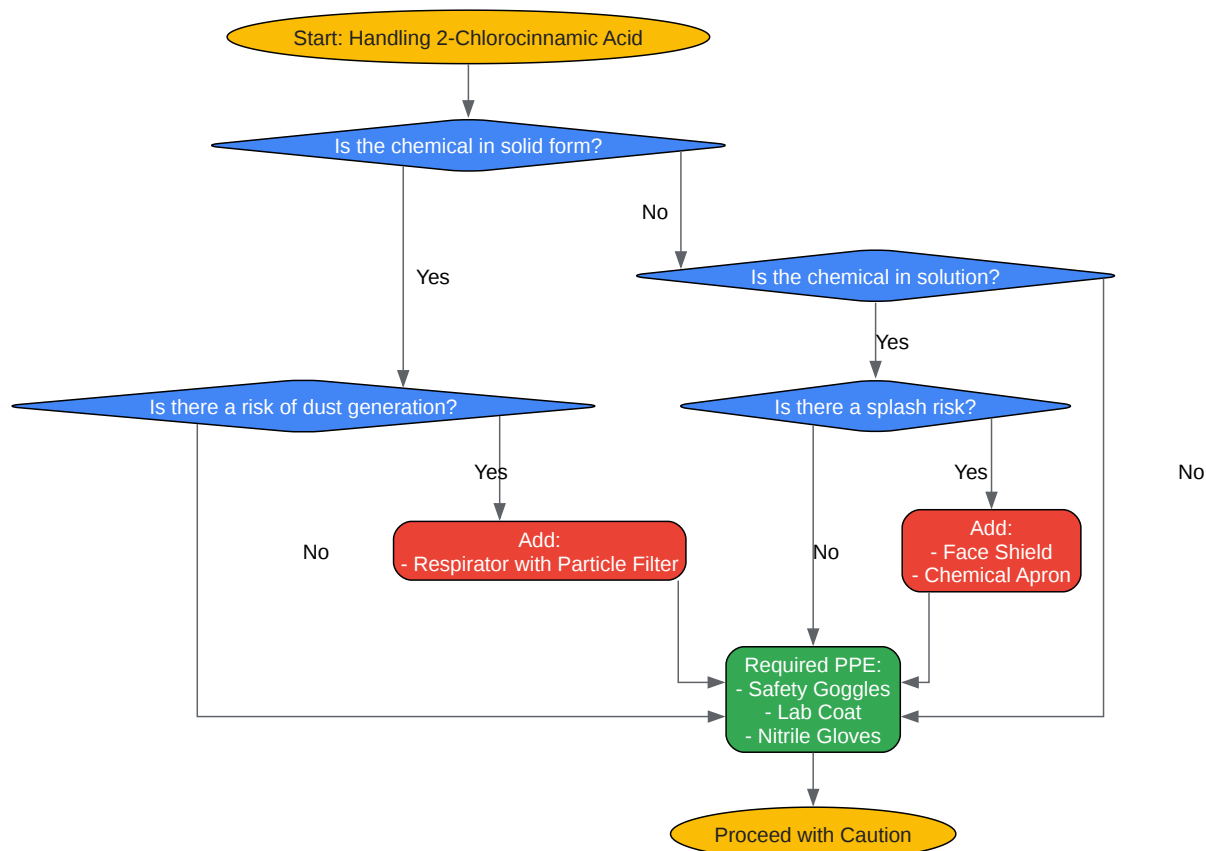 Start: Handling 2-Chlorocinnamic Acid
Is the chemical in solid form?
No
Yes
Is the chemical in solution?
Yes
Is there a risk of dust generation?
Is there a splash risk?
Yes
Yes
No
No
Add:
- Respirator with Particle Filter
No
Add:
- Face Shield
- Chemical Apron
Required PPE:
- Safety Goggles
- Lab Coat
- Nitrile Gloves
Proceed with Caution